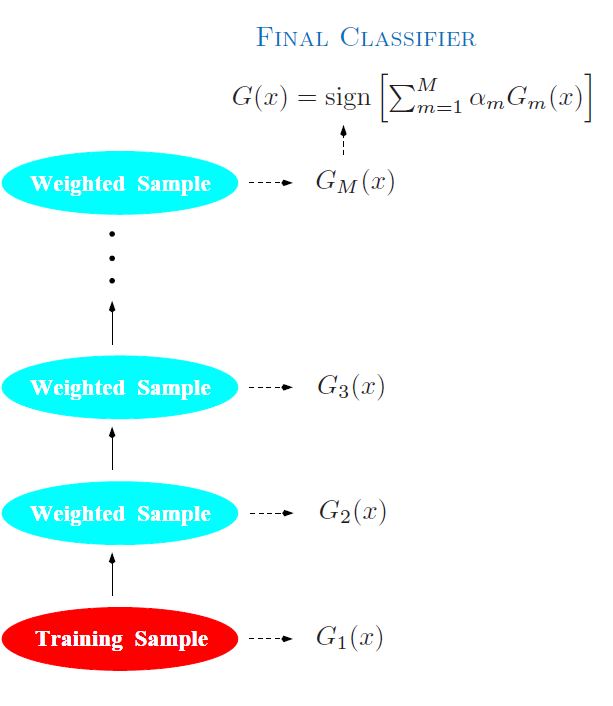 FINAL CLASSIFIER
G(x) = sign [∑_{m=1}^{M} α_m G_m(x)]
Weighted Sample G_M(x)
Weighted Sample G_3(x)
Weighted Sample G_2(x)
Training Sample G_1(x)